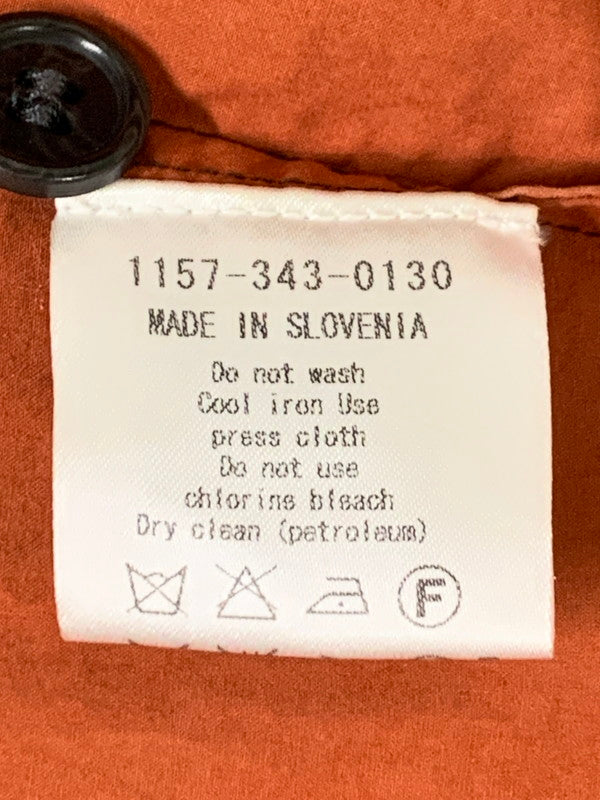 1157-343-0130
MADE IN SLOVENIA
Do not wash
Cool iron Use
press cloth
Do not use
chlorine bleach
Dry clean (petroleum)
F